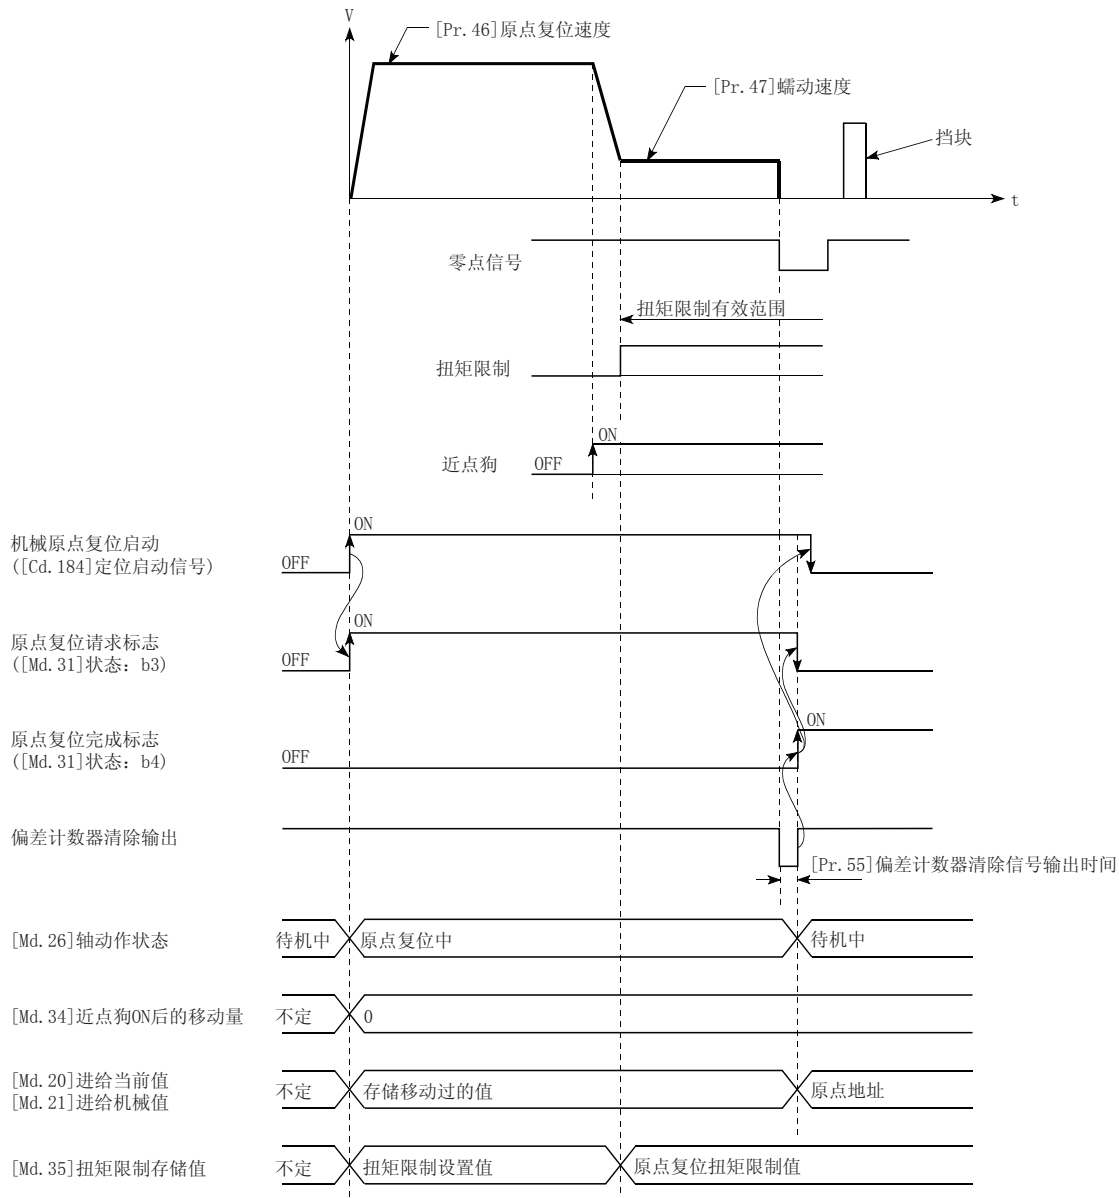 V
[Pr.46]原点复位速度
[Pr.47]蠕动速度
挡块
t
零点信号
扭矩限制有效范围
扭矩限制
ON
近点狗
OFF
ON
机械原点复位启动
([Cd.184]定位启动信号)
OFF
ON
原点复位请求标志
([Md.31]状态：b3)
OFF
ON
原点复位完成标志
([Md.31]状态：b4)
OFF
偏差计数器清除输出
[Pr.55]偏差计数器清除信号输出时间
[Md.26]轴动作状态 待机中 原点复位中 待机中
[Md.34]近点狗ON后的移动量 不定 0
[Md.20]进给当前值
[Md.21]进给机械值
不定 存储移动过的值 原点地址
[Md.35]扭矩限制存储值 不定 扭矩限制设置值 原点复位扭矩限制值